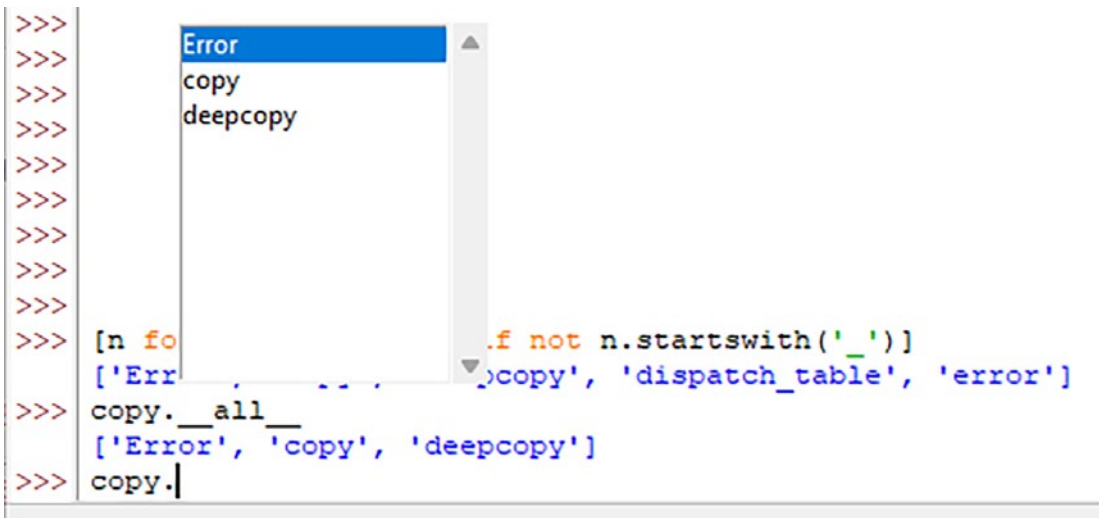 >>>
>>>
>>>
>>>
>>>
>>>
>>>
>>>
>>>
Error
copy
deepcopy
>>> [n fo .f not n.startswith('_')]
['Err pcopy', 'dispatch_table', 'error']
>>> copy.__all__
['Error', 'copy', 'deepcopy']
>>> copy.